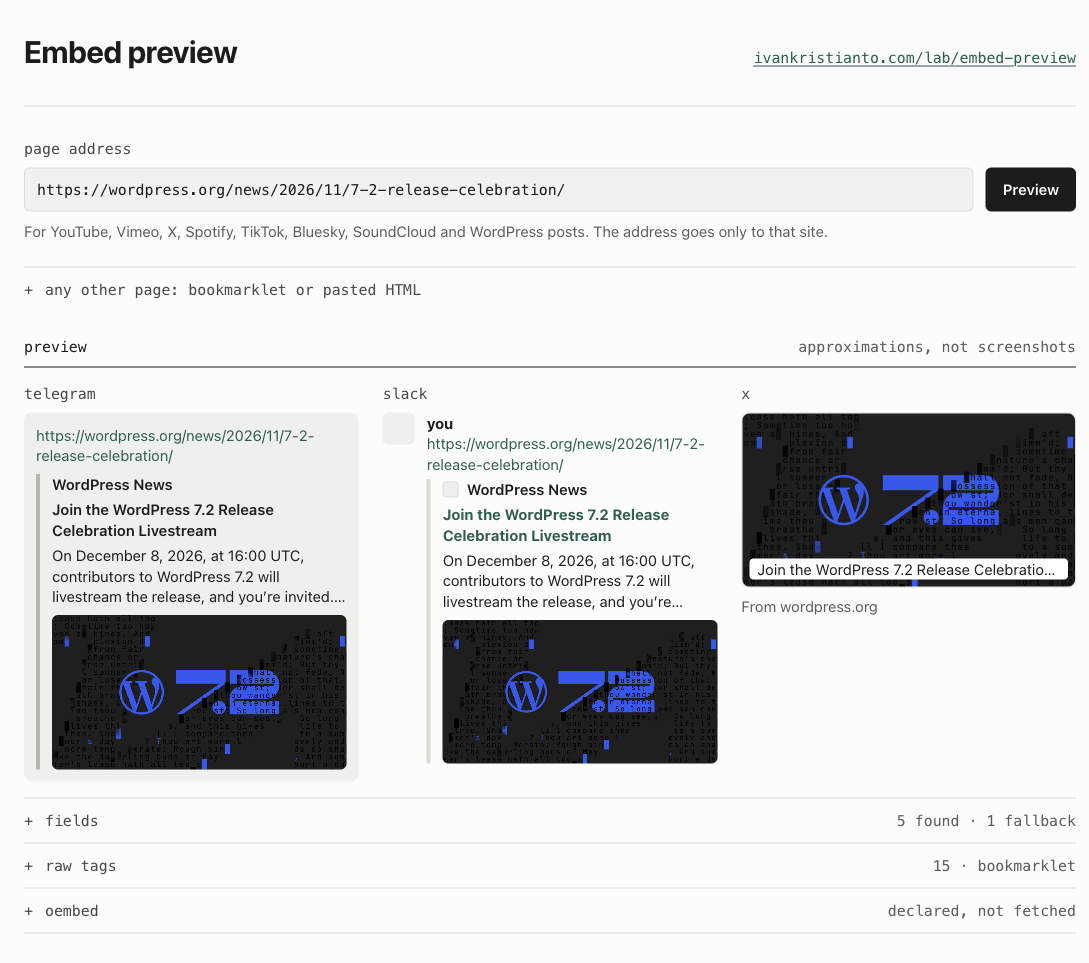 Embed preview
ivankristianto.com/lab/embed-preview
page address
https://wordpress.org/news/2026/11/7-2-release-celebration/
Preview
For YouTube, Vimeo, X, Spotify, TikTok, Bluesky, SoundCloud and WordPress posts. The address goes only to that site.
+ any other page: bookmarklet or pasted HTML
preview
approximations, not screenshots
telegram
https://wordpress.org/news/2026/11/7-2-
release-celebration/
WordPress News
Join the WordPress 7.2 Release
Celebration Livestream
On December 8, 2026, at 16:00 UTC,
contributors to WordPress 7.2 will
livestream the release, and you’re invited....
72
slack
you
https://wordpress.org/news/2026/11/7-2-
release-celebration/
WordPress News
Join the WordPress 7.2 Release
Celebration Livestream
On December 8, 2026, at 16:00 UTC,
contributors to WordPress 7.2 will
livestream the release, and you’re...
72
x
72
Join the WordPress 7.2 Release Celebratio...
From wordpress.org
+ fields
5 found · 1 fallback
+ raw tags
15 · bookmarklet
+ oembed
declared, not fetched